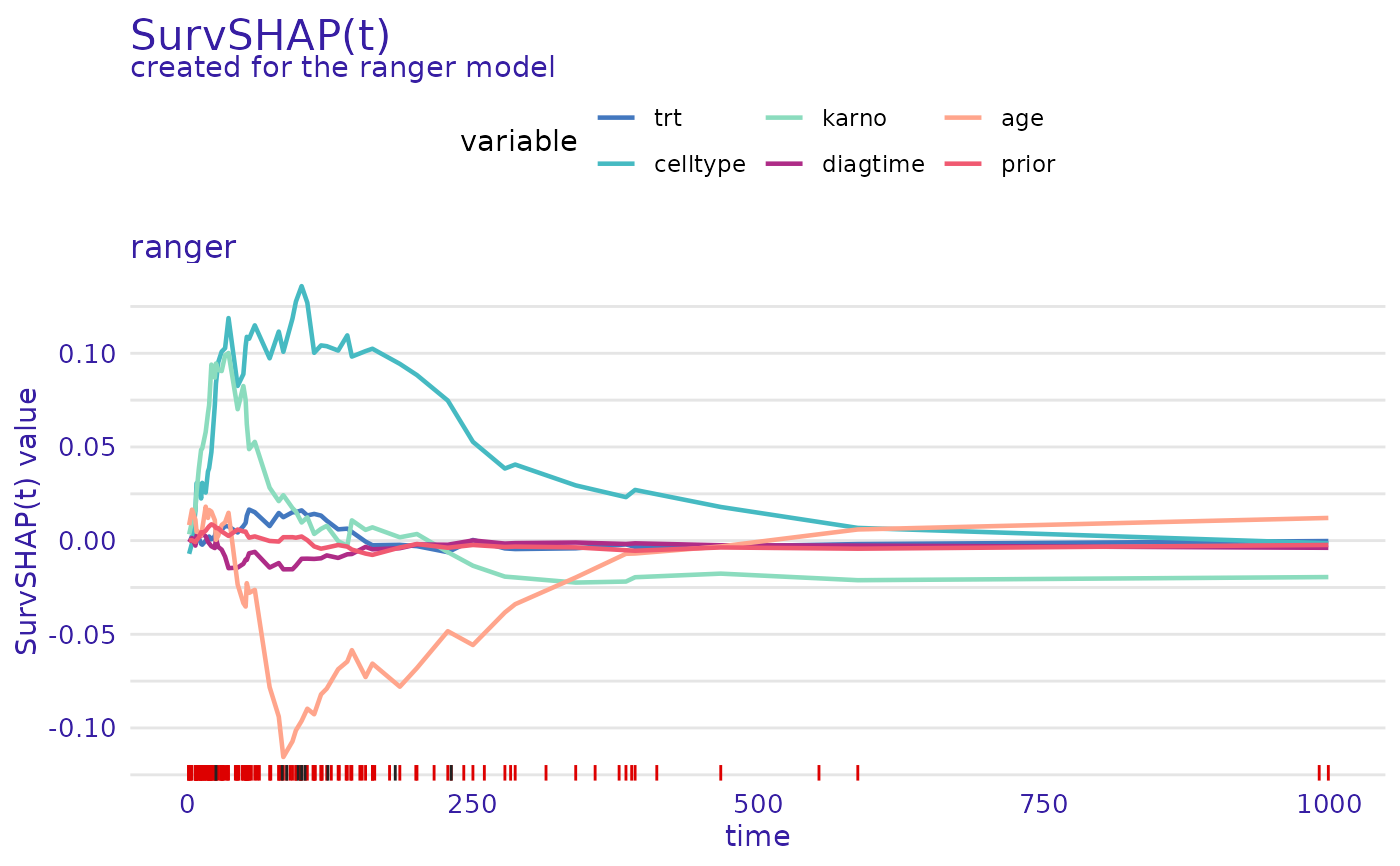 SurvSHAP(t)
created for the ranger model
variable
trt
karno
age
celltype
diagtime
prior
ranger
SurvSHAP(t) value
0.10
0.05
0.00
-0.05
-0.10
0
250
500
750
1000
time